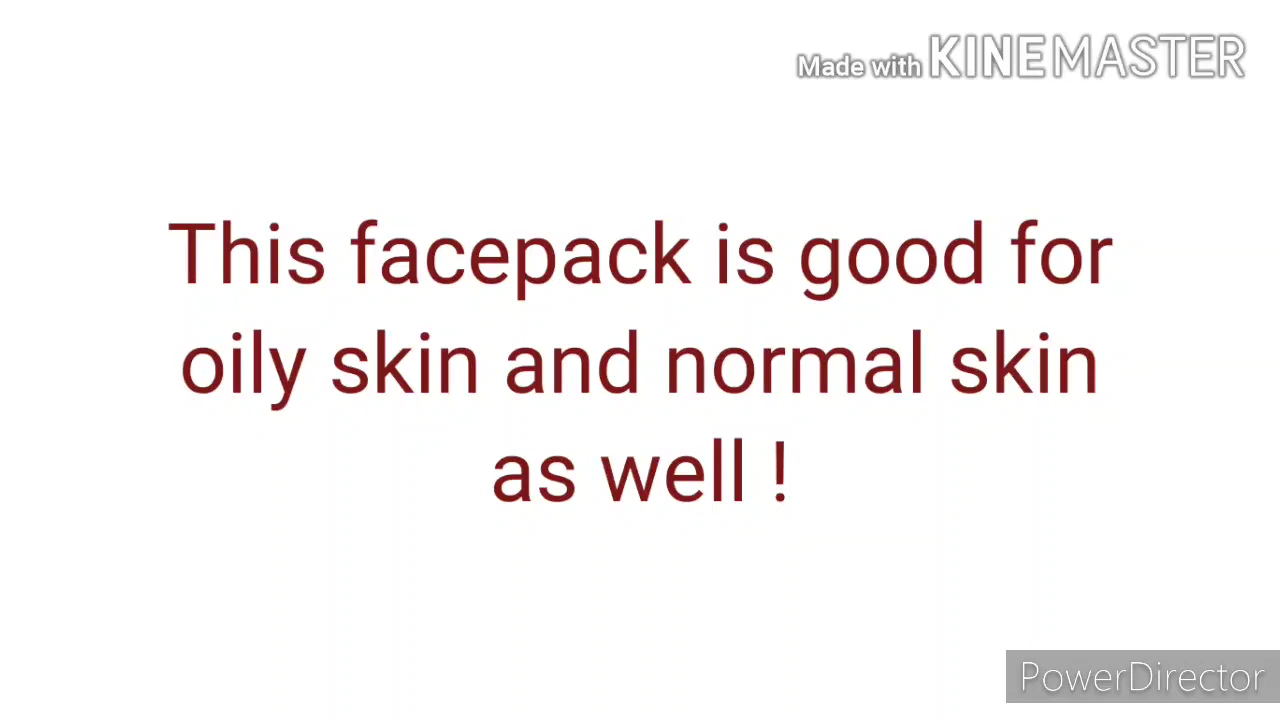 Made with KINEMASTER
This facepack is good for
oily skin and normal skin
as well !
PowerDirector